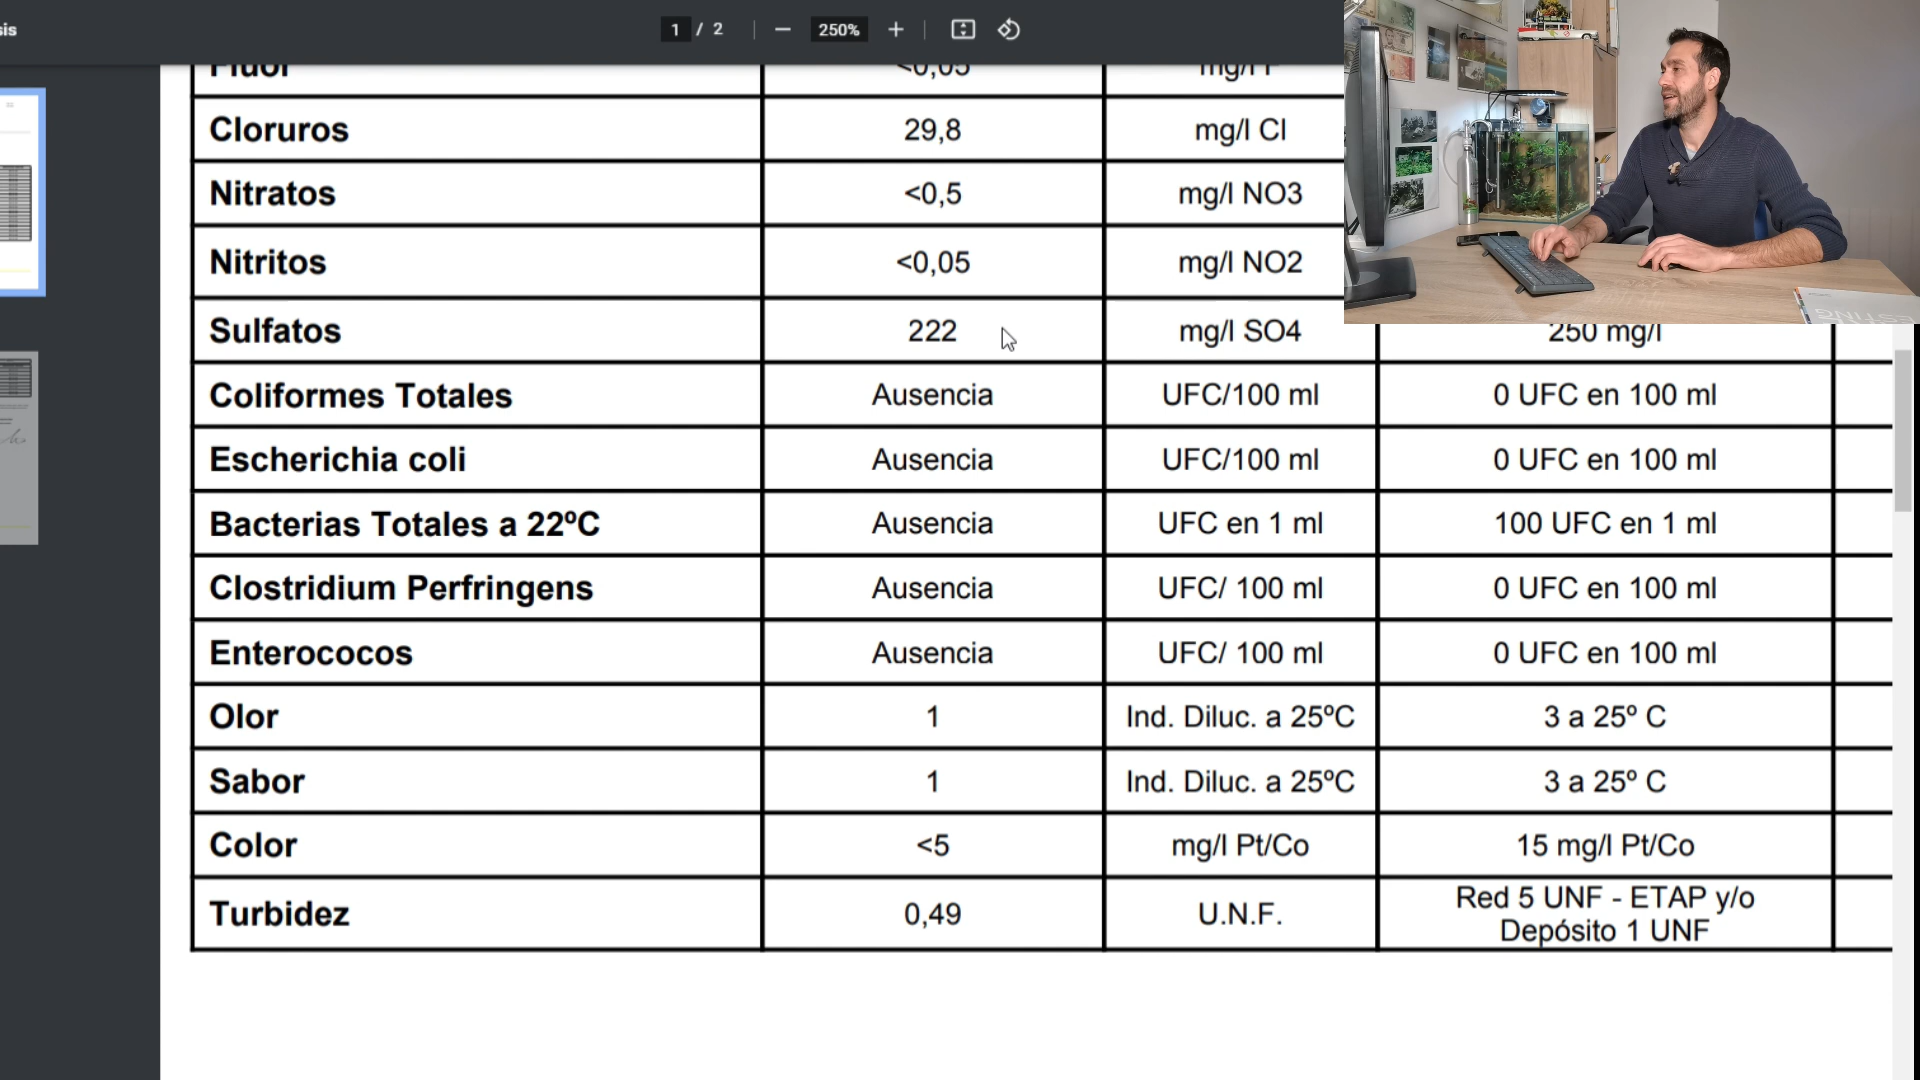 sis
1 / 2
250%
Flúor <0,05 mg/l F
Cloruros 29,8 mg/l Cl
Nitratos <0,5 mg/l NO3
Nitritos <0,05 mg/l NO2
Sulfatos 222 mg/l SO4 250 mg/l
Coliformes Totales Ausencia UFC/100 ml 0 UFC en 100 ml
Escherichia coli Ausencia UFC/100 ml 0 UFC en 100 ml
Bacterias Totales a 22ºC Ausencia UFC en 1 ml 100 UFC en 1 ml
Clostridium Perfringens Ausencia UFC/ 100 ml 0 UFC en 100 ml
Enterococos Ausencia UFC/ 100 ml 0 UFC en 100 ml
Olor 1 Ind. Diluc. a 25ºC 3 a 25º C
Sabor 1 Ind. Diluc. a 25ºC 3 a 25º C
Color <5 mg/l Pt/Co 15 mg/l Pt/Co
Turbidez 0,49 U.N.F. Red 5 UNF - ETAP y/o
Depósito 1 UNF